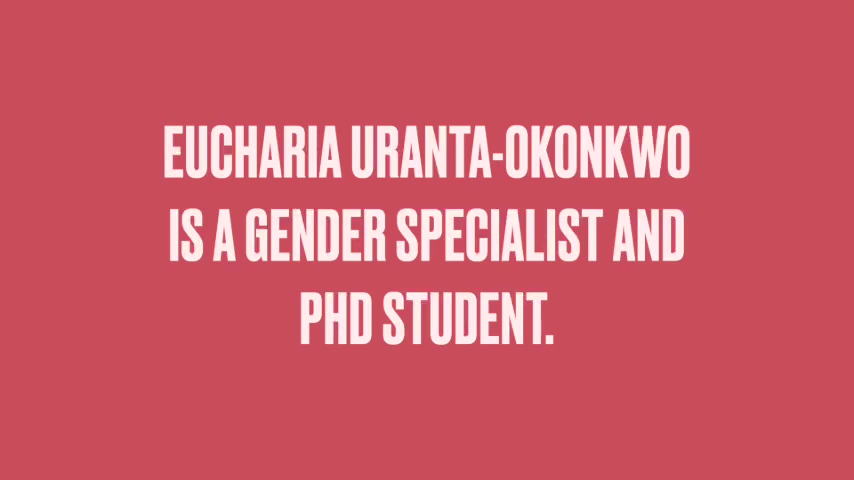 EUCHARIA URANTA-OKONKWO
IS A GENDER SPECIALIST AND
PHD STUDENT.